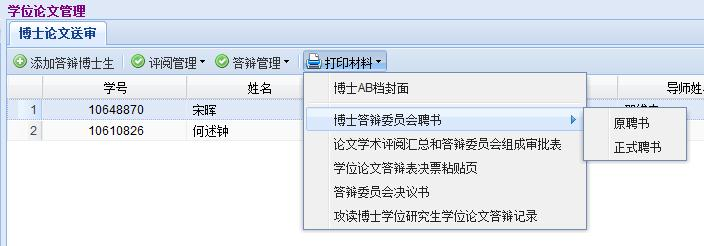 学位论文管理
博士论文送审
添加答辩博士生 评阅管理 答辩管理 打印材料
学号 姓名 导师姓
1 10648870 宋晖
2 10610826 何述钟
博士AB档封面
博士答辩委员会聘书
论文学术评阅汇总和答辩委员会组成审批表
学位论文答辩表决票粘贴页
答辩委员会决议书
攻读博士学位研究生学位论文答辩记录
原聘书
正式聘书